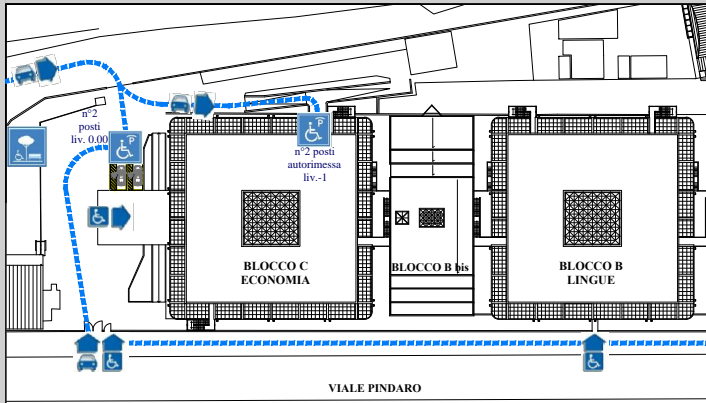 n°2
posti
liv. 0.00
P
P
n°2 posti
autorimessa
liv.-1
BLOCCO C
ECONOMIA
BLOCCO B bis
BLOCCO B
LINGUE
VIALE PINDARO